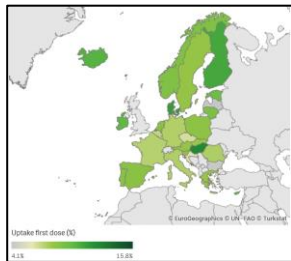 © EuroGeographics © UN–FAO © Turkstat
Uptake first dose (%)
4.1% 15.8%